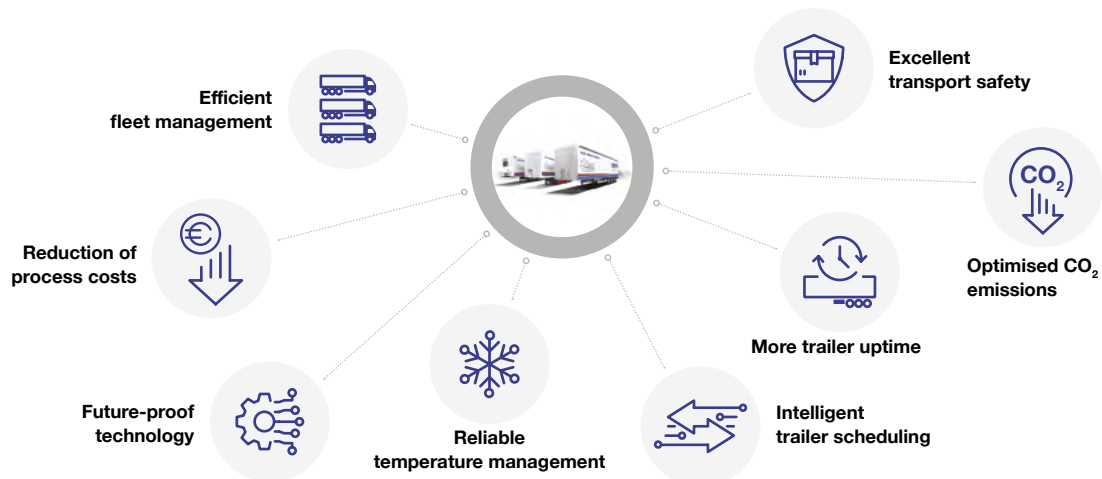 Efficient
fleet management
Excellent
transport safety
CO₂
Reduction of
process costs
€
Optimised CO₂
emissions
More trailer uptime
Future-proof
technology
Reliable
temperature management
Intelligent
trailer scheduling